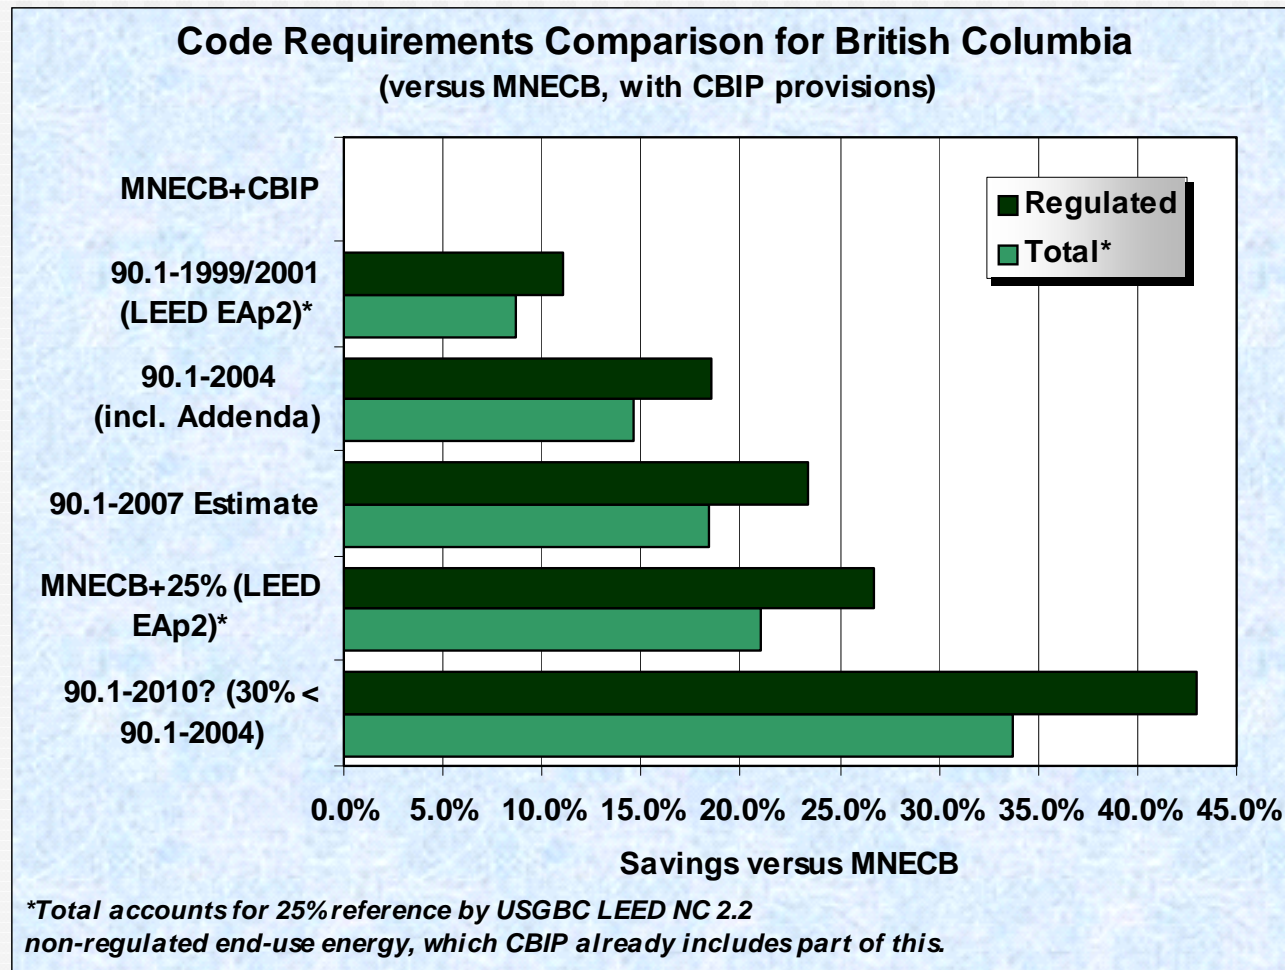 Code Requirements Comparison for British Columbia
(versus MNECB, with CBIP provisions)
MNECB+CBIP
90.1-1999/2001
(LEED EAp2)*
90.1-2004
(incl. Addenda)
90.1-2007 Estimate
MNECB+25% (LEED
EAp2)*
90.1-2010? (30% <
90.1-2004)
Regulated
Total*
0.0% 5.0% 10.0% 15.0% 20.0% 25.0% 30.0% 35.0% 40.0% 45.0%
Savings versus MNECB
*Total accounts for 25% reference by USGBC LEED NC 2.2
non-regulated end-use energy, which CBIP already includes part of this.